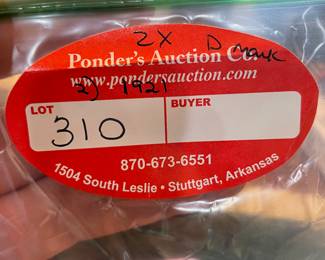 2X D Mark
Ponder's Auction Co.
www.pondersauction.com
2) 1921
LOT BUYER
310
870-673-6551
1504 South Leslie • Stuttgart, Arkansas